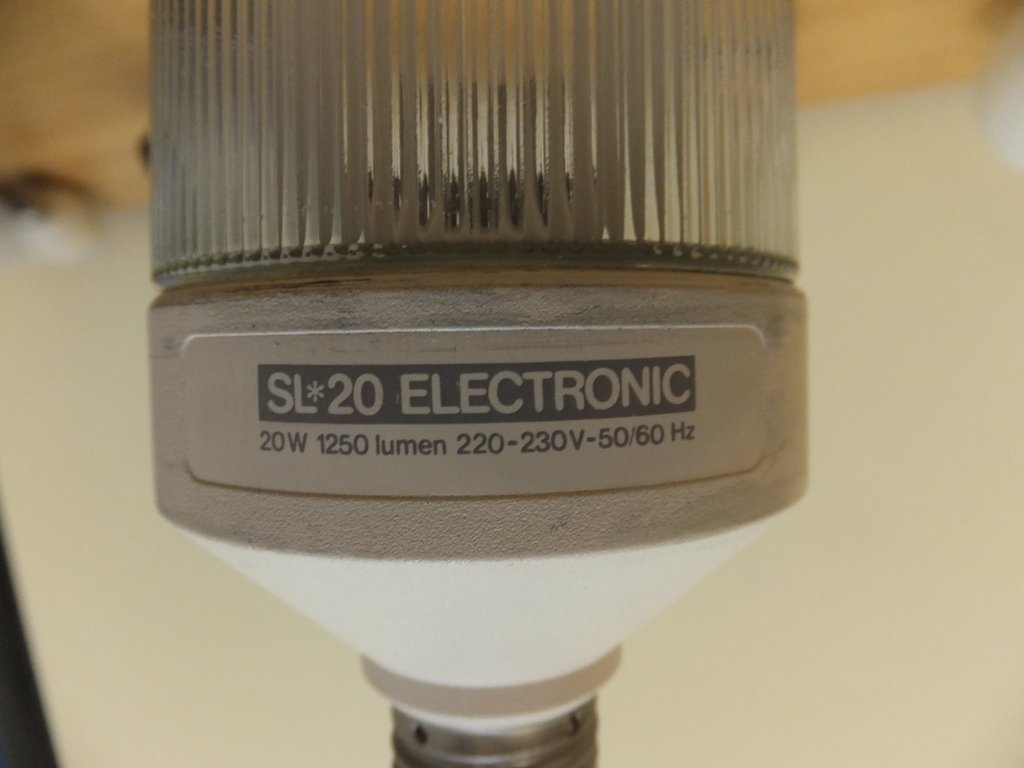 SL*20 ELECTRONIC
20W 1250 lumen 220-230V-50/60 Hz